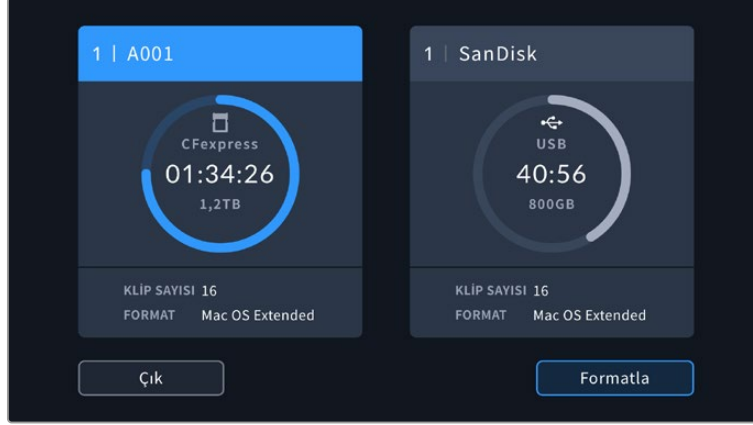 1 | A001
CFexpress
01:34:26
1,2TB
KLİP SAYISI 16
FORMAT Mac OS Extended
1 | SanDisk
USB
40:56
800GB
KLİP SAYISI 16
FORMAT Mac OS Extended
Çık
Formatla